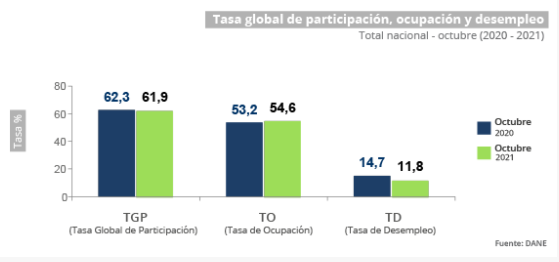 Tasa global de participación, ocupación y desempleo
Total nacional - octubre (2020 - 2021)
Tasa %
80
60
40
20
0
62,3 61,9
53,2 54,6
14,7 11,8
TGP
(Tasa Global de Participación)
TO
(Tasa de Ocupación)
TD
(Tasa de Desempleo)
Octubre
2020
Octubre
2021
Fuente: DANE